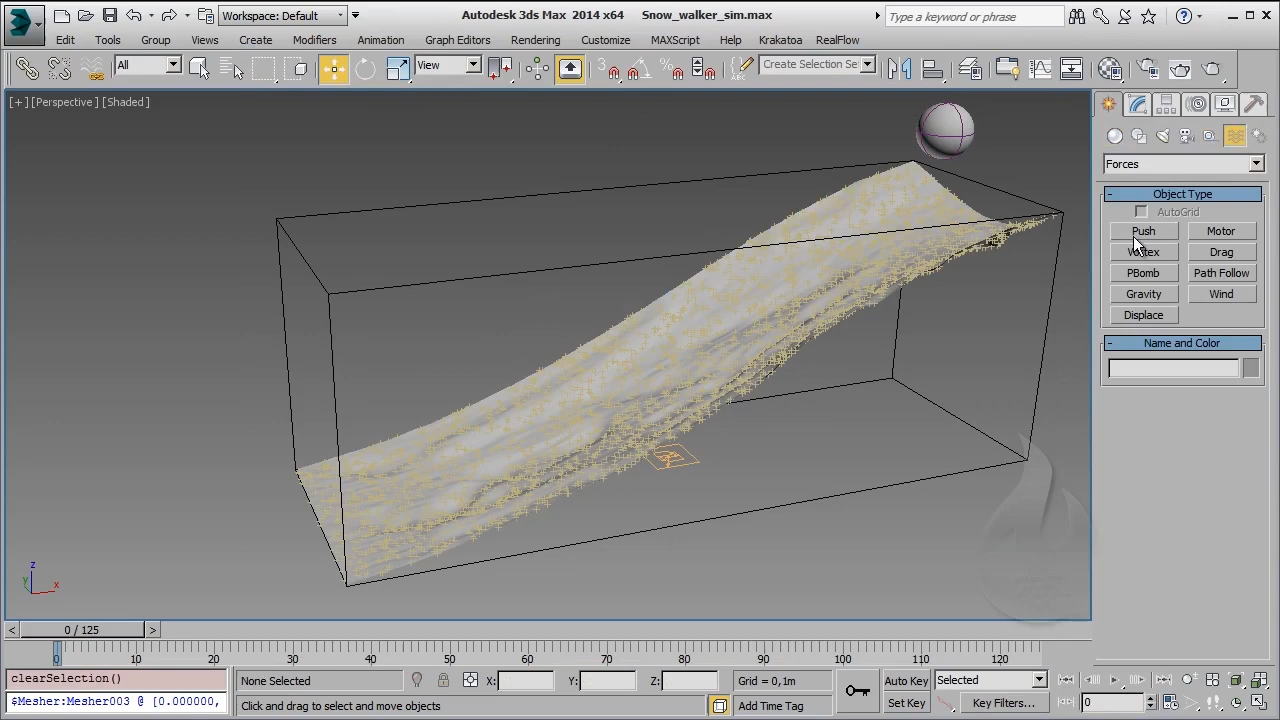 Workspace: Default
Autodesk 3ds Max 2014 x64 Snow_walker_sim.max
Type a keyword or phrase
Edit Tools Group Views Create Modifiers Animation Graph Editors Rendering Customize MAXScript Help Krakatoa RealFlow
All
View
3
Create Selection Se
[+][Perspective][Shaded]
Forces
- Object Type
AutoGrid
Push Motor
Vortex Drag
PBomb Path Follow
Gravity Wind
Displace
- Name and Color
z
y
x
< 0 / 125 >
0 10 20 30 40 50 60 70 80 90 100 110 120
clearSelection()
None Selected
X: Y: Z:
Grid = 0,1m
Auto Key
Selected
$Mesher:Mesher003 @ [0.000000,
Click and drag to select and move objects
Add Time Tag
Set Key
Key Filters...
0